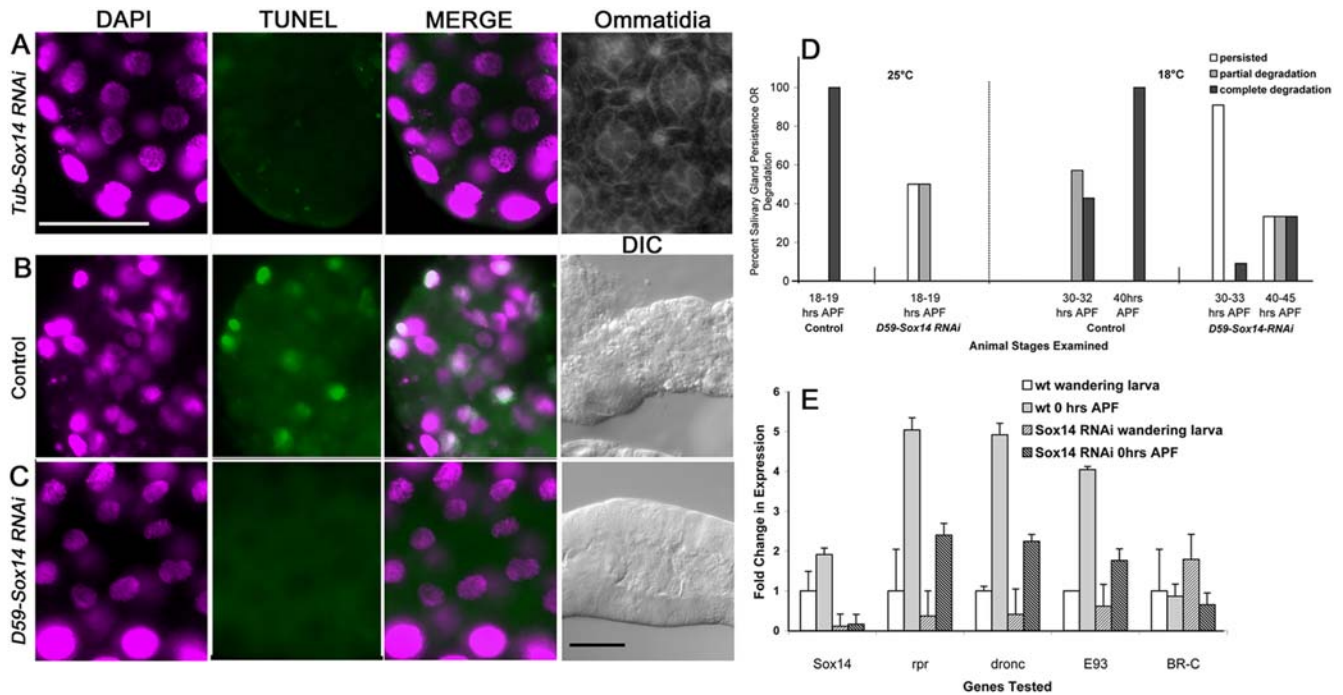 DAPI TUNEL MERGE Ommatidia
A
Tub-Sox14 RNAi
B
Control
DIC
C
D59-Sox14 RNAi
D
persisted
partial degradation
complete degradation
25°C
18°C
Percent Salivary Gland Persistence OR
Degradation
100
80
60
40
20
0
18-19
hrs APF
Control
18-19
hrs APF
D59-Sox14 RNAi
30-32
hrs APF
40hrs
APF
Control
30-33
hrs APF
40-45
hrs APF
D59-Sox14-RNAi
Animal Stages Examined
E
wt wandering larva
wt 0 hrs APF
Sox14 RNAi wandering larva
Sox14 RNAi 0hrs APF
Fold Change in Expression
6
5
4
3
2
1
0
Sox14 rpr dronc E93 BR-C
Genes Tested